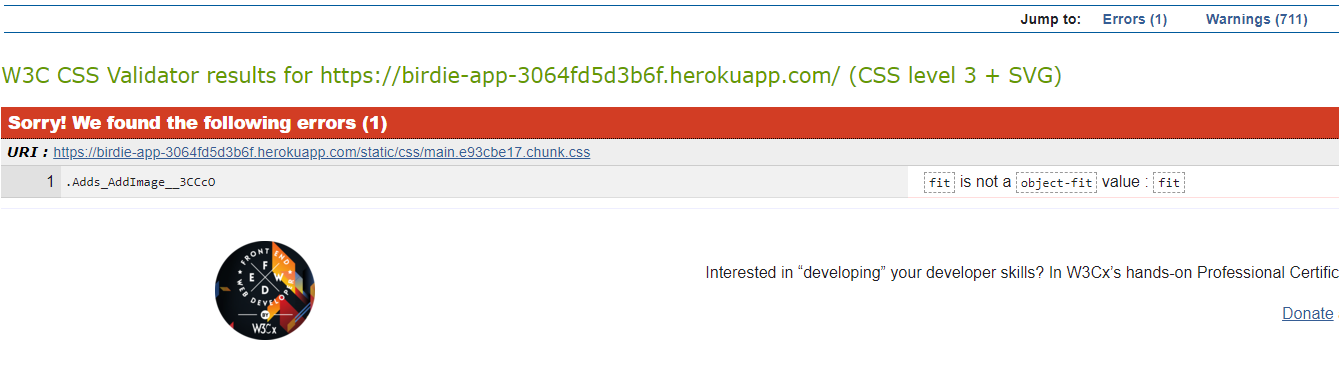 Jump to: Errors (1) Warnings (711)
W3C CSS Validator results for https://birdie-app-3064fd5d3b6f.herokuapp.com/ (CSS level 3 + SVG)
Sorry! We found the following errors (1)
URI : https://birdie-app-3064fd5d3b6f.herokuapp.com/static/css/main.e93cbe17.chunk.css
1 .Adds_AddImage__3CCcO fit is not a object-fit value : fit
FRONT END
F
E W
D
WEB DEVELOPER
BY
W3Cx
Interested in “developing” your developer skills? In W3Cx’s hands-on Professional Certific
Donate